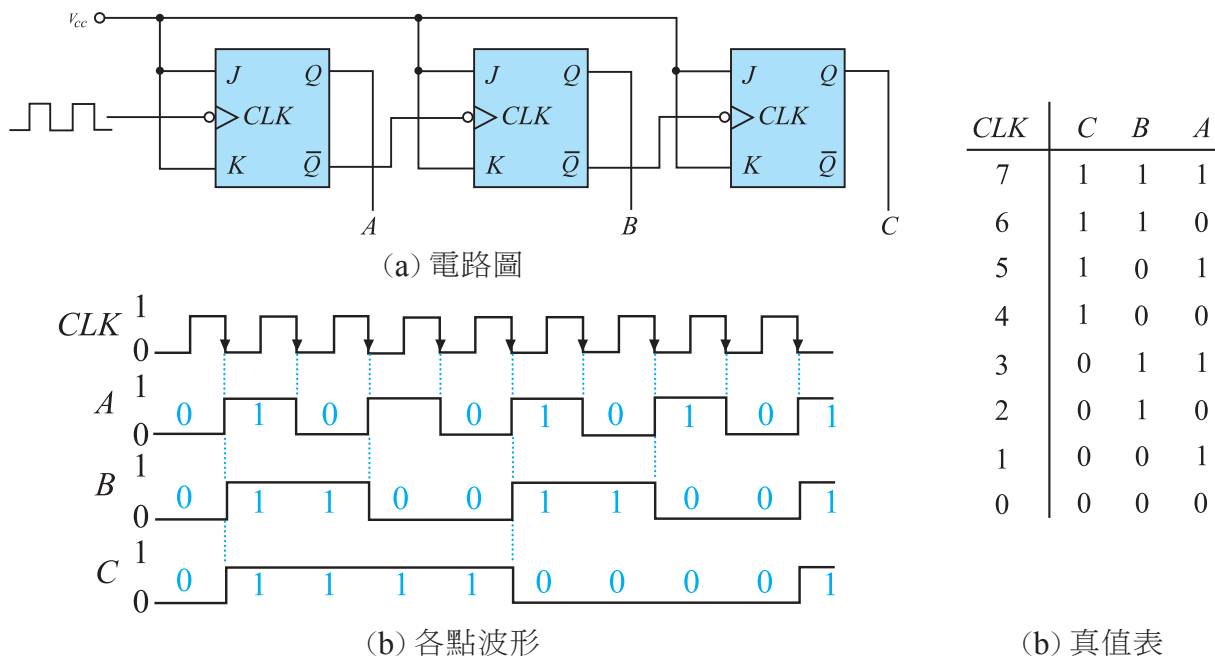 Vcc
J Q J Q J Q
CLK CLK CLK
K Q̅ K Q̅ K Q̅
A B C
(a) 電路圖
CLK 1
0
A 1
0
0 1 0 0 1 0 1 0 1
B 1
0
0 1 1 0 0 1 1 0 0 1
C 1
0
0 1 1 1 1 0 0 0 0 1
(b) 各點波形
CLK C B A
7 1 1 1
6 1 1 0
5 1 0 1
4 1 0 0
3 0 1 1
2 0 1 0
1 0 0 1
0 0 0 0
(b) 真值表